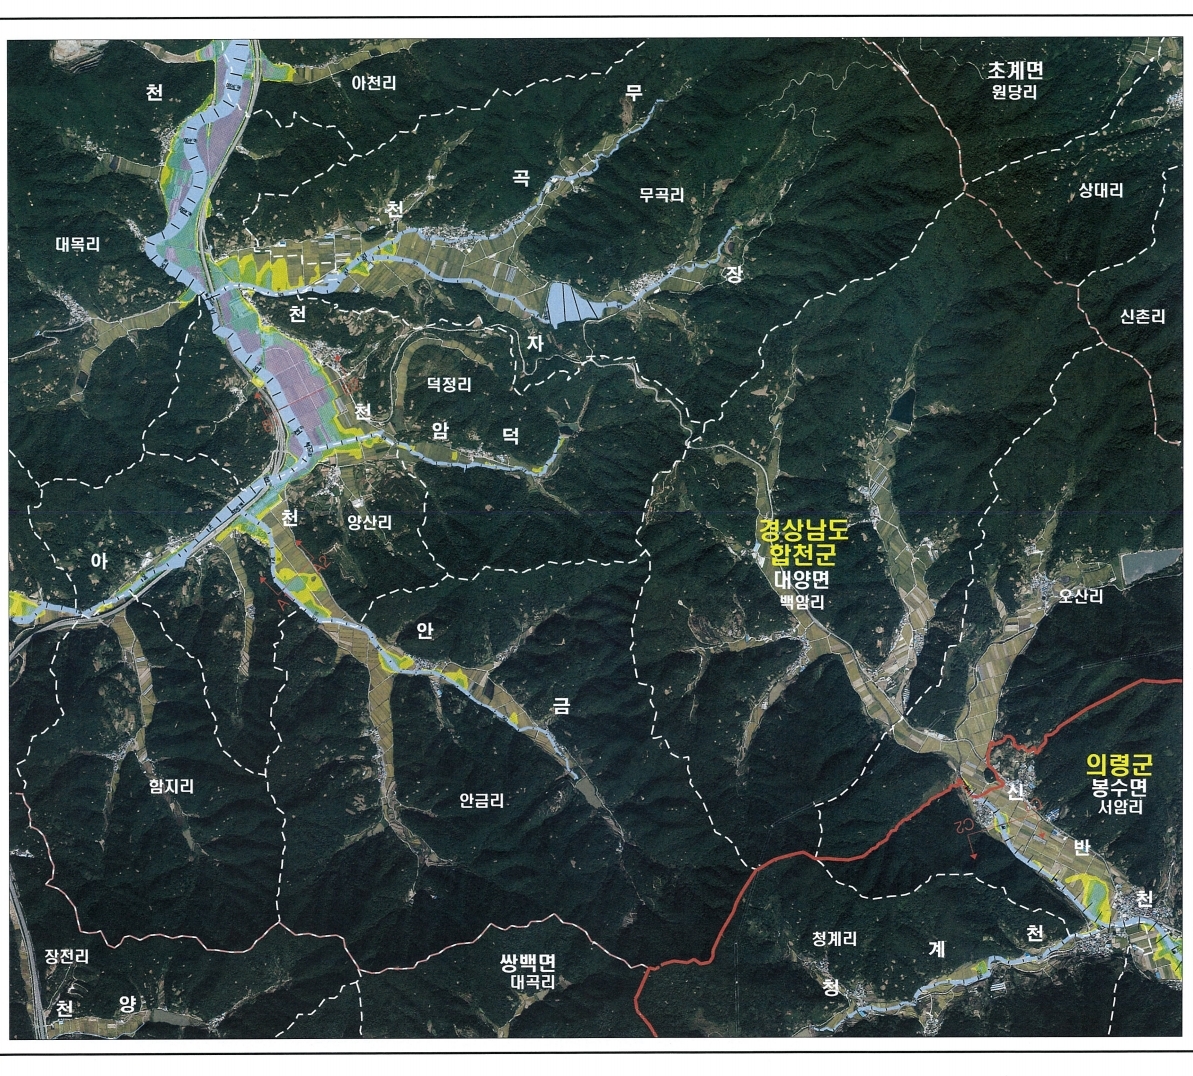 초계면
원당리
천
아천리
무
곡
무곡리
상대리
천
대목리
장
천
신촌리
자
덕정리
천
암
덕
천
양산리
경상남도
합천군
대양면
백암리
아
오산리
안
금
의령군
봉수면
서암리
함지리
안금리
신
C2
반
천
청계리
계
천
장전리
쌍백면
대곡리
청
천
양